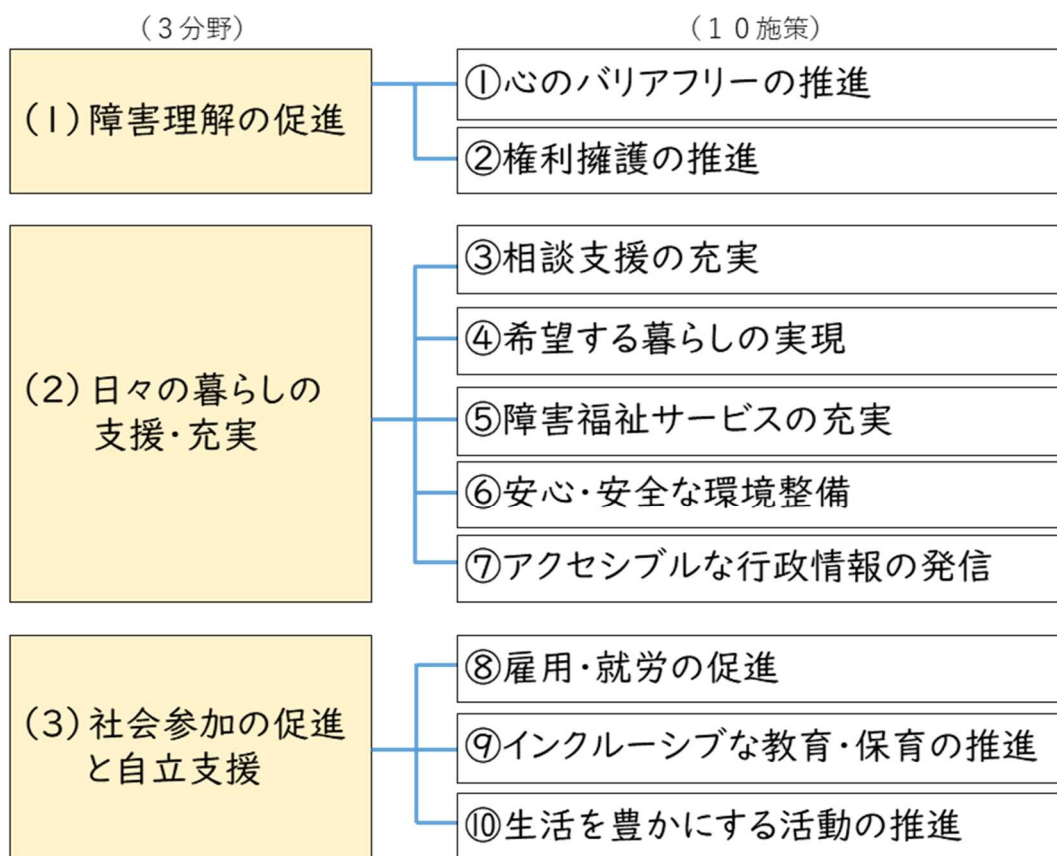 (3分野)
(10施策)
(1)障害理解の促進
①心のバリアフリーの推進
②権利擁護の推進
(2)日々の暮らしの
支援・充実
③相談支援の充実
④希望する暮らしの実現
⑤障害福祉サービスの充実
⑥安心・安全な環境整備
⑦アクセシブルな行政情報の発信
(3)社会参加の促進
と自立支援
⑧雇用・就労の促進
⑨インクルーシブな教育・保育の推進
⑩生活を豊かにする活動の推進